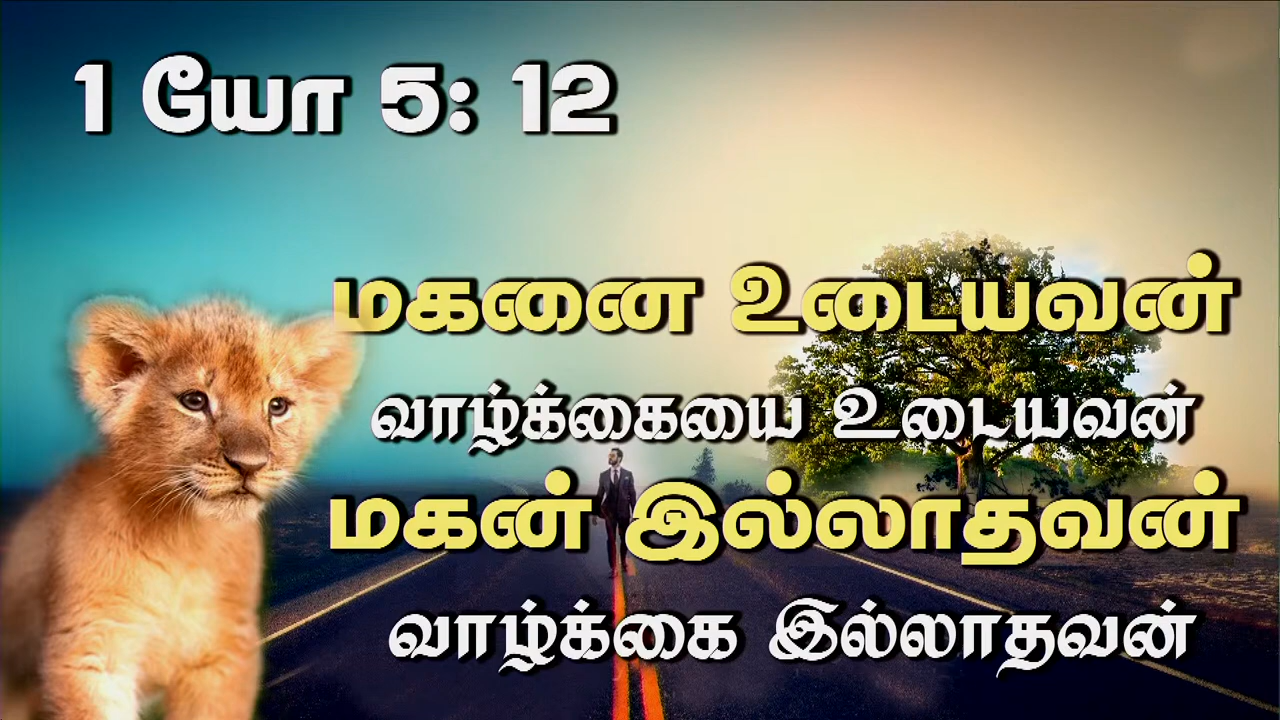 1 யோ 5: 12
மகனை உடையவன்
வாழ்க்கையை உடையவன்
மகன் இல்லாதவன்
வாழ்க்கை இல்லாதவன்